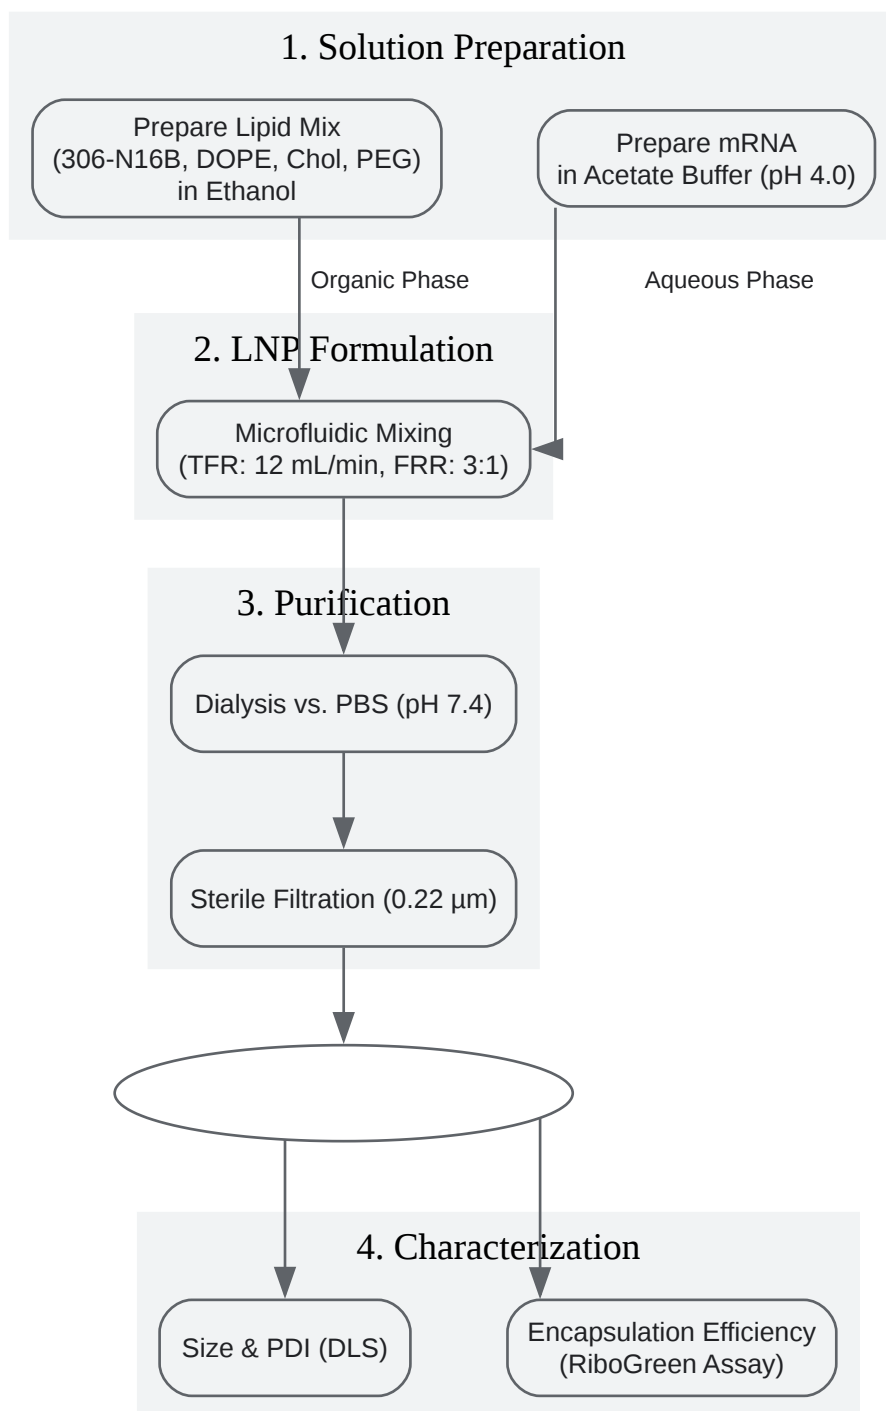 1. Solution Preparation
Prepare Lipid Mix
(306-N16B, DOPE, Chol, PEG)
in Ethanol
Prepare mRNA
in Acetate Buffer (pH 4.0)
Organic Phase
Aqueous Phase
2. LNP Formulation
Microfluidic Mixing
(TFR: 12 mL/min, FRR: 3:1)
3. Purification
Dialysis vs. PBS (pH 7.4)
Sterile Filtration (0.22 µm)
4. Characterization
Size & PDI (DLS)
Encapsulation Efficiency
(RiboGreen Assay)